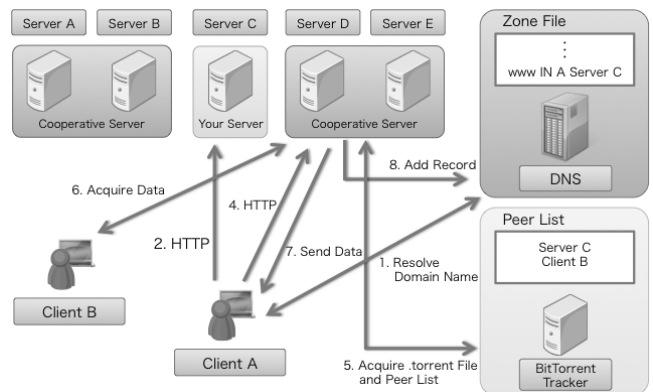 Server A
Server B
Server C
Server D
Server E
Cooperative Server
Your Server
Cooperative Server
Zone File
⋮
www IN A Server C
DNS
8. Add Record
6. Acquire Data
4. HTTP
2. HTTP
7. Send Data
1. Resolve
Domain Name
Peer List
Server C
Client B
BitTorrent
Tracker
Client B
Client A
5. Acquire .torrent File
and Peer List